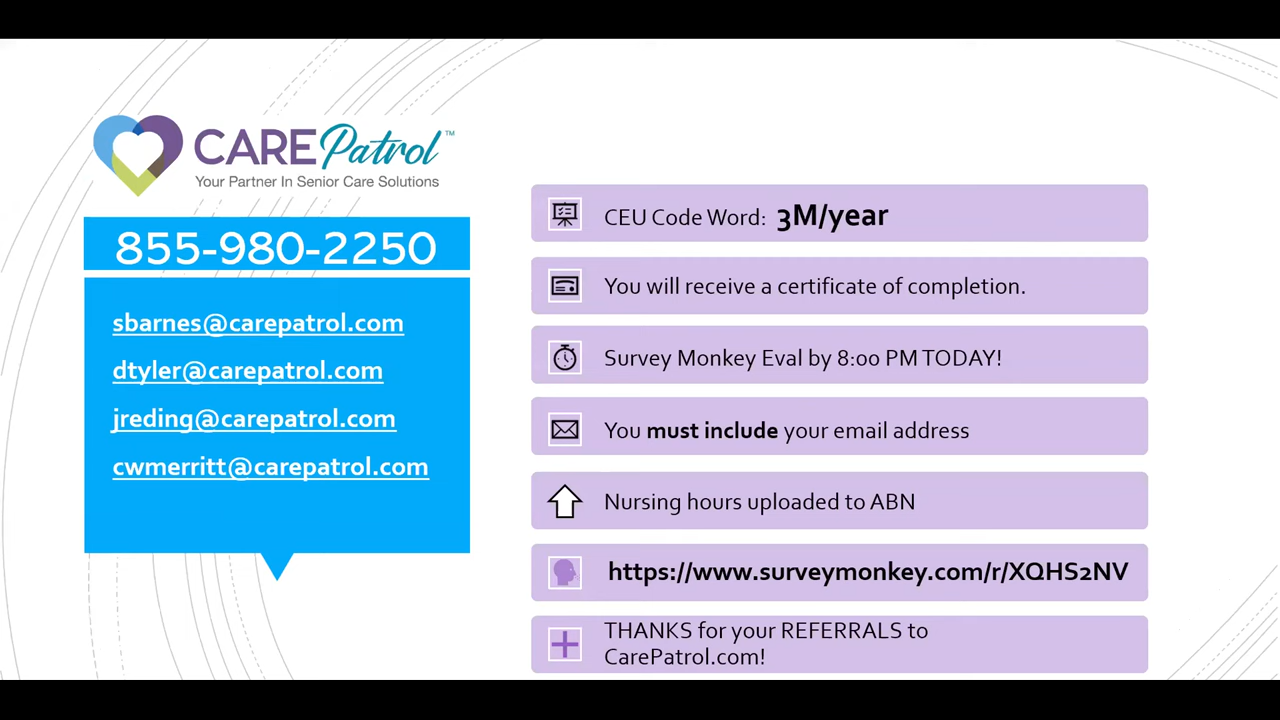 CAREPatrol™
Your Partner In Senior Care Solutions
855-980-2250
sbarnes@carepatrol.com
dtyler@carepatrol.com
jreding@carepatrol.com
cwmerritt@carepatrol.com
CEU Code Word: 3M/year
You will receive a certificate of completion.
Survey Monkey Eval by 8:00 PM TODAY!
You must include your email address
Nursing hours uploaded to ABN
https://www.surveymonkey.com/r/XQHS2NV
THANKS for your REFERRALS to
CarePatrol.com!